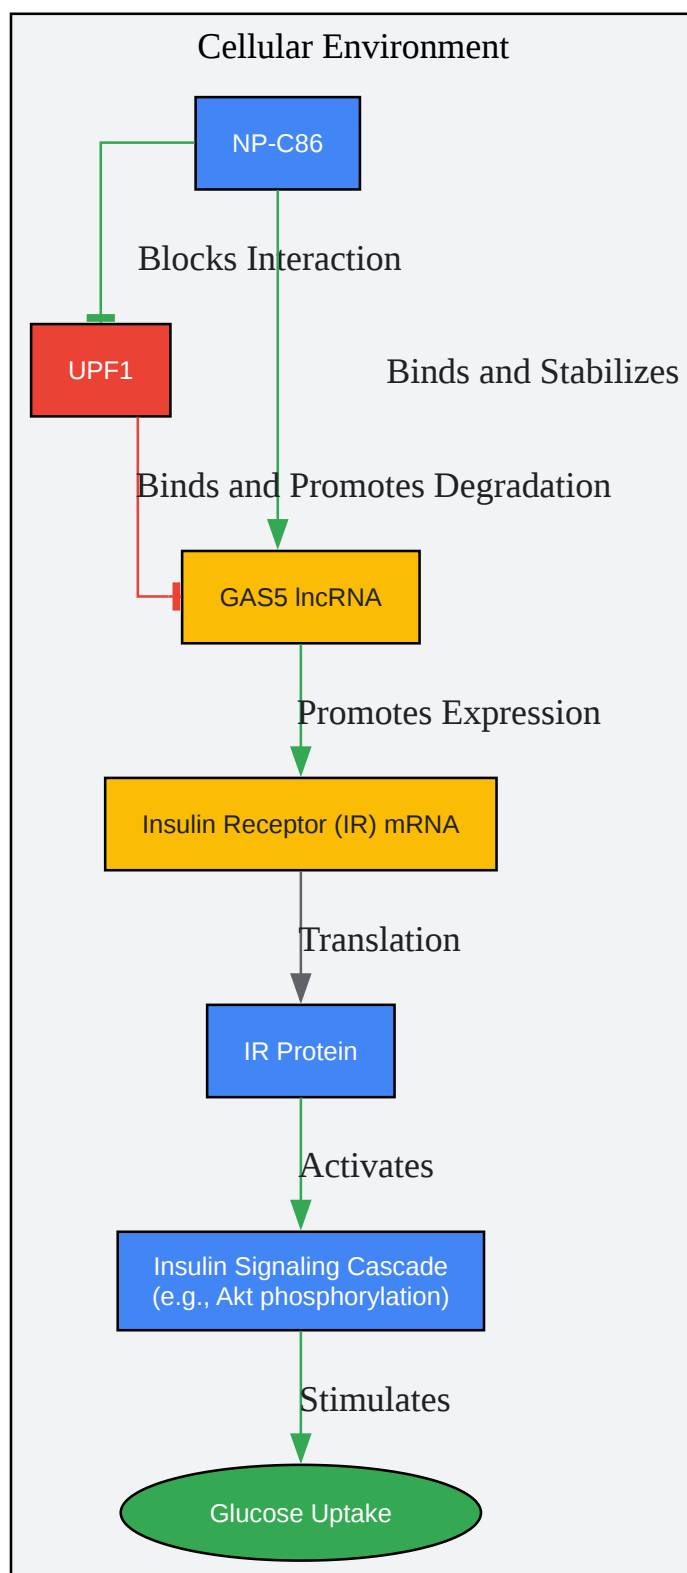 Cellular Environment
NP-C86
Blocks Interaction
UPF1
Binds and Stabilizes
Binds and Promotes Degradation
GAS5 lncRNA
Promotes Expression
Insulin Receptor (IR) mRNA
Translation
IR Protein
Activates
Insulin Signaling Cascade
(e.g., Akt phosphorylation)
Stimulates
Glucose Uptake